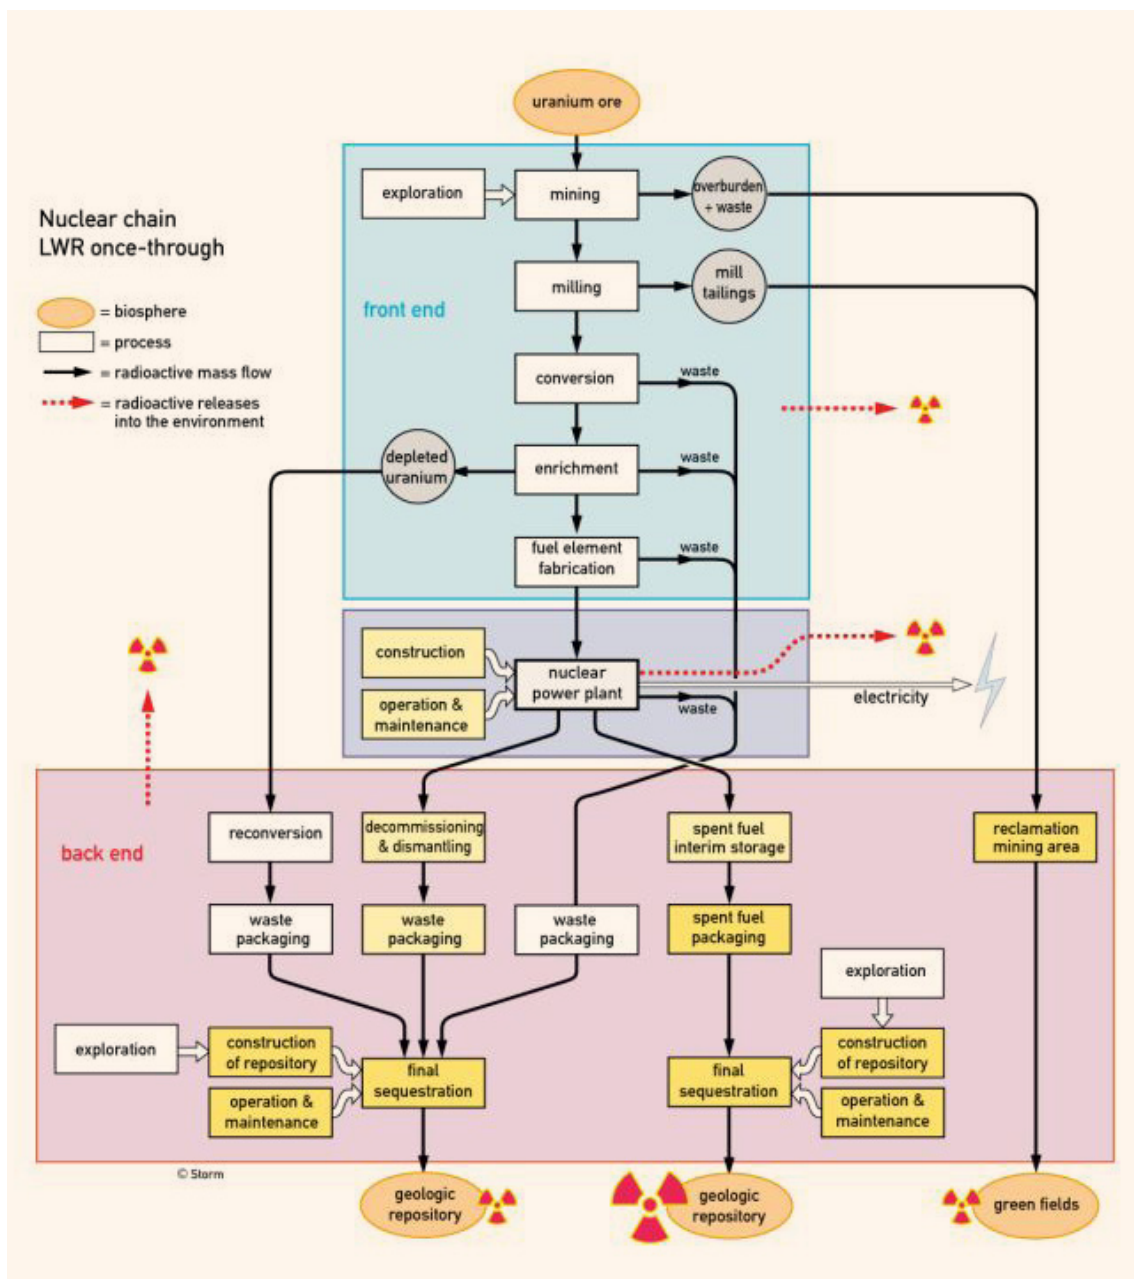 uranium ore
exploration
mining
overburden
+ waste
Nuclear chain
LWR once-through
milling
mill
tailings
front end
= biosphere
= process
= radioactive mass flow
= radioactive releases
into the environment
conversion
waste
depleted
uranium
enrichment
waste
fuel element
fabrication
waste
construction
nuclear
power plant
operation &
maintenance
waste
electricity
back end
reconversion
decommissioning
& dismantling
spent fuel
interim storage
reclamation
mining area
waste
packaging
waste
packaging
waste
packaging
spent fuel
packaging
exploration
exploration
construction
of repository
final
sequestration
operation &
maintenance
final
sequestration
construction
of repository
operation &
maintenance
© Storm
geologic
repository
geologic
repository
green fields